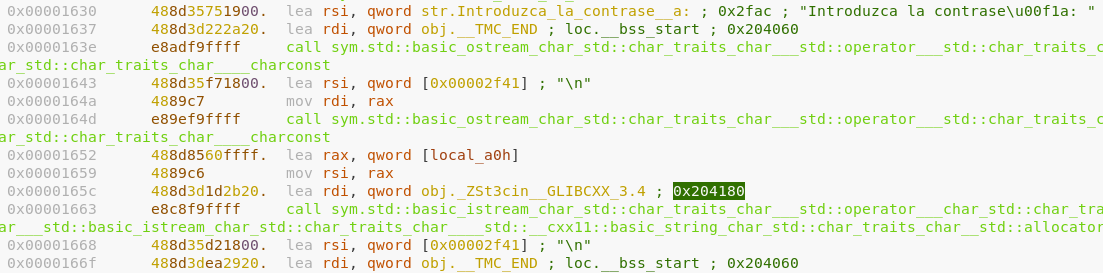 0x00001630 488d35751900. lea rsi, qword str.Introduzca_la_contrase__a: ; 0x2fac ; "Introduzca la contrase\u00f1a: "
0x00001637 488d3d222a20. lea rdi, qword obj.__TMC_END ; loc.__bss_start ; 0x204060
0x0000163e e8adf9ffff call sym.std::basic_ostream_char_std::char_traits_char___std::operator___std::char_traits_c
ar_std::char_traits_char____charconst
0x00001643 488d35f71800. lea rsi, qword [0x00002f41] ; "\n"
0x0000164a 4889c7 mov rdi, rax
0x0000164d e89ef9ffff call sym.std::basic_ostream_char_std::char_traits_char___std::operator___std::char_traits_c
ar_std::char_traits_char____charconst
0x00001652 488d8560ffff. lea rax, qword [local_a0h]
0x00001659 4889c6 mov rsi, rax
0x0000165c 488d3d1d2b20. lea rdi, qword obj._ZSt3cin__GLIBCXX_3.4 ; 0x204180
0x00001663 e8c8f9ffff call sym.std::basic_istream_char_std::char_traits_char___std::operator___char_std::char_tra
ar___std::basic_istream_char_std::char_traits_char____std::__cxx11::basic_string_char_std::char_traits_char__std::allocator
0x00001668 488d35d21800. lea rsi, qword [0x00002f41] ; "\n"
0x0000166f 488d3dea2920. lea rdi, qword obj.__TMC_END ; loc.__bss_start ; 0x204060